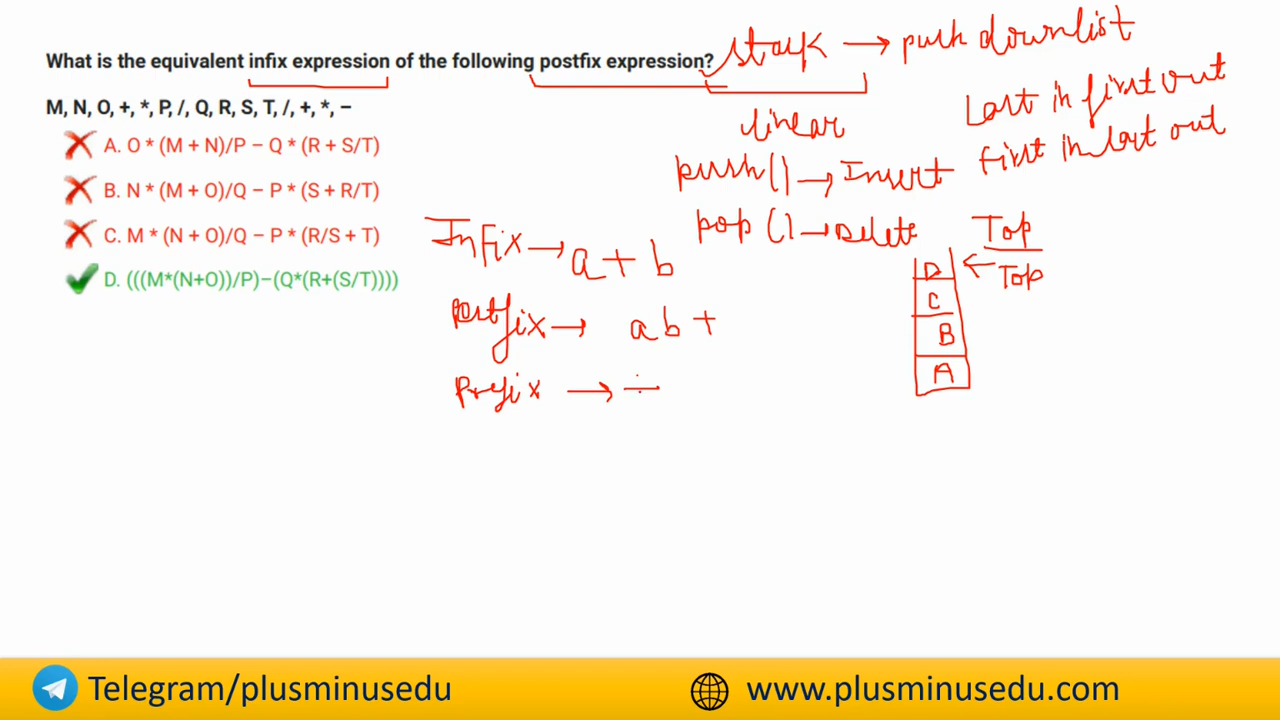 What is the equivalent infix expression of the following postfix expression?
M, N, O, +, *, P, /, Q, R, S, T, /, +, *, −
A. O * (M + N)/P − Q * (R + S/T)
B. N * (M + O)/Q − P * (S + R/T)
C. M * (N + O)/Q − P * (R/S + T)
D. (((M*(N+O))/P)−(Q*(R+(S/T))))
stack → push downlist
linear
Last in first out
First in last out
push() → Insert
pop() → Delete
Infix → a + b
Postfix → a b +
Prefix →
Top
← Top
D
C
B
A
Telegram/plusminusedu
www.plusminusedu.com